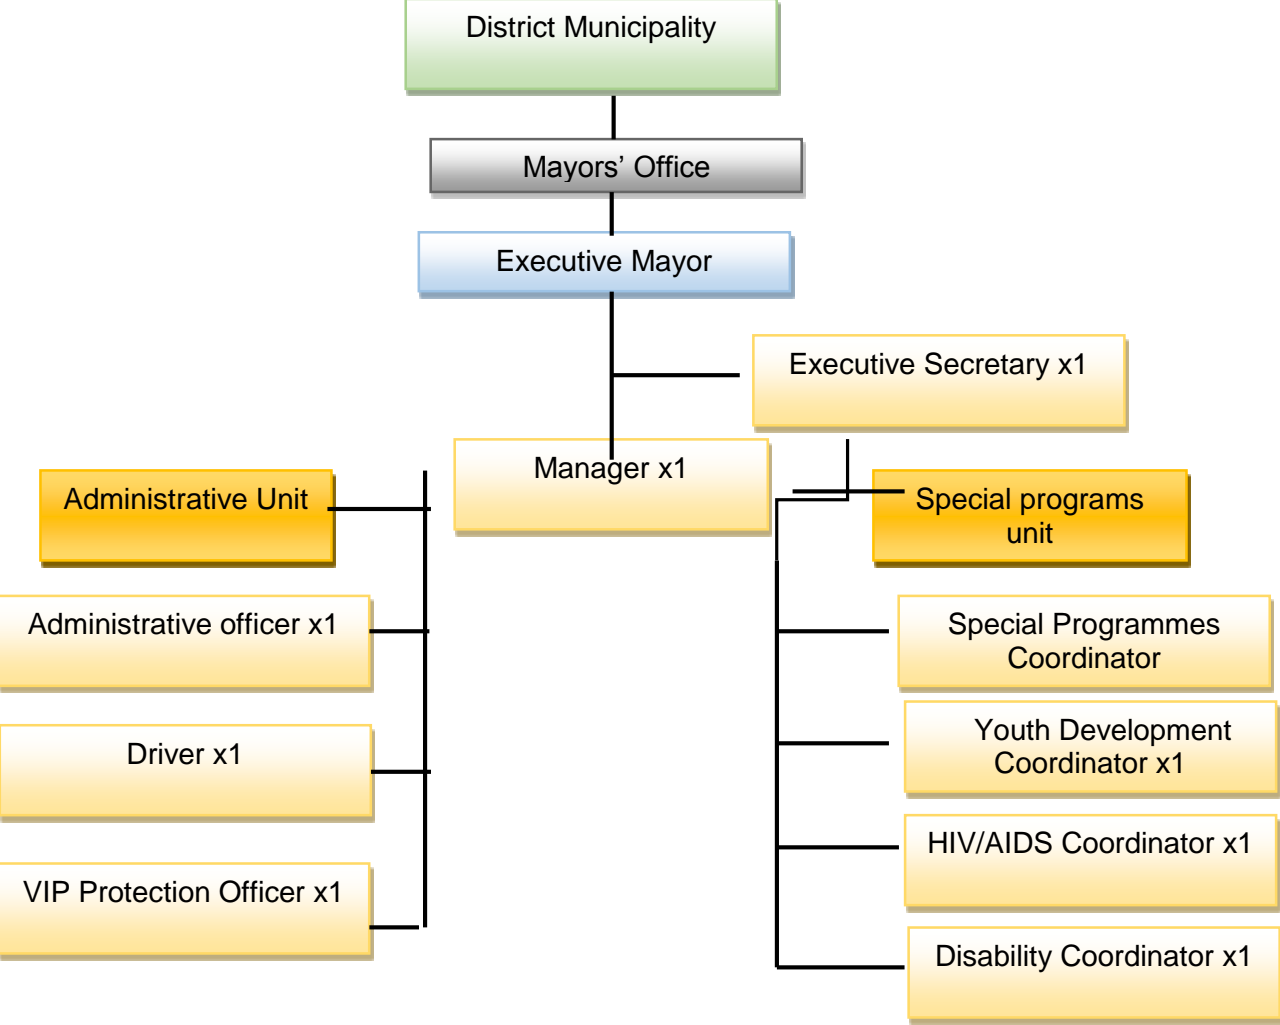 District Municipality
Mayors’ Office
Executive Mayor
Executive Secretary x1
Manager x1
Administrative Unit
Special programs
unit
Administrative officer x1
Special Programmes
Coordinator
Driver x1
Youth Development
Coordinator x1
HIV/AIDS Coordinator x1
VIP Protection Officer x1
Disability Coordinator x1